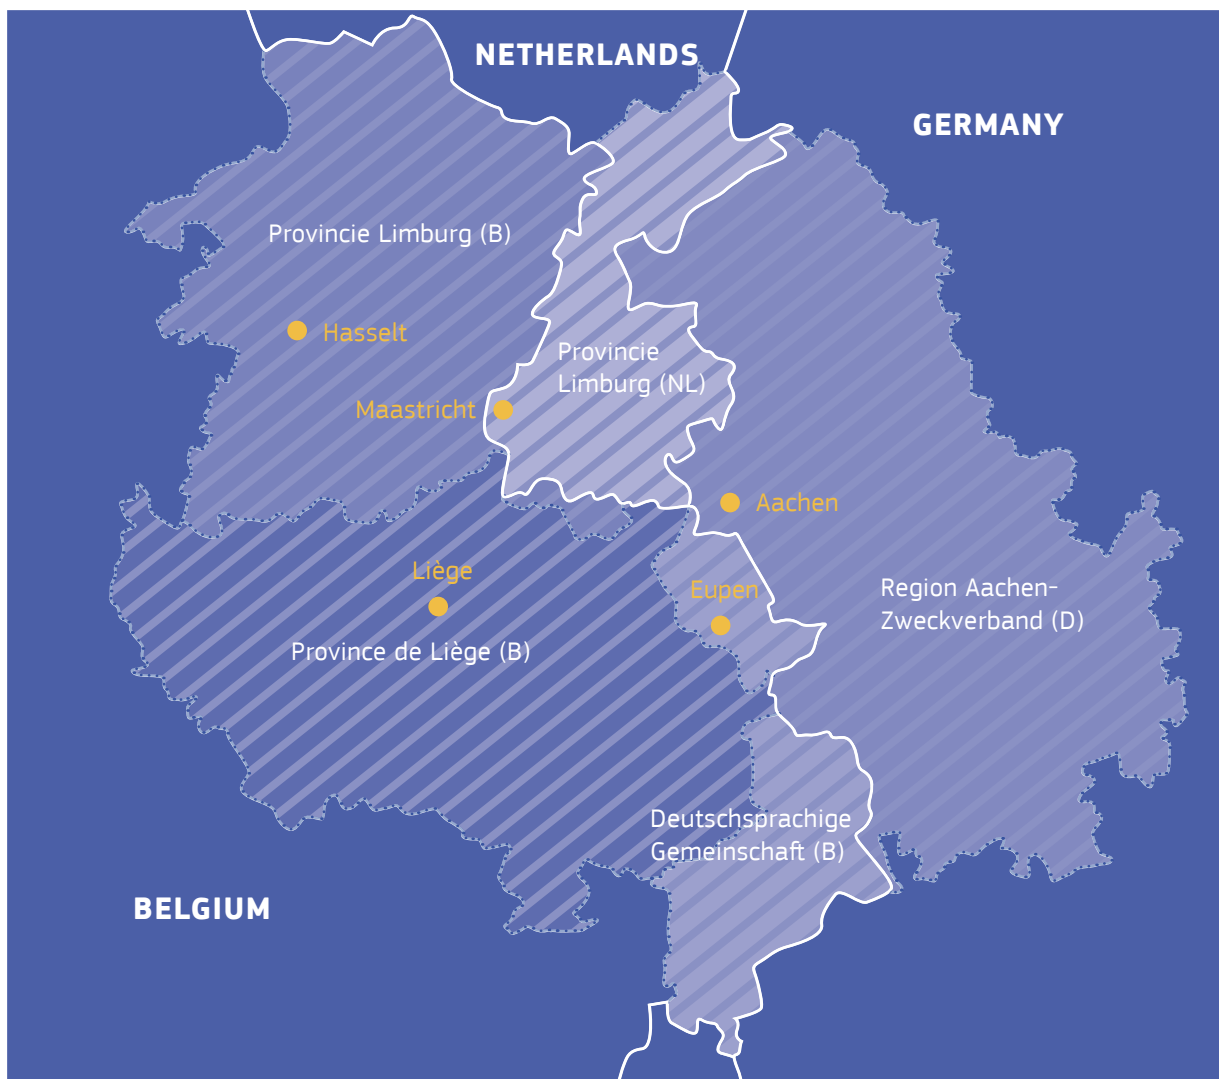 NETHERLANDS
GERMANY
Provincie Limburg (B)
Hasselt
Provincie
Limburg (NL)
Maastricht
Aachen
Liège
Eupen
Region Aachen-
Zweckverband (D)
Province de Liège (B)
Deutschsprachige
Gemeinschaft (B)
BELGIUM